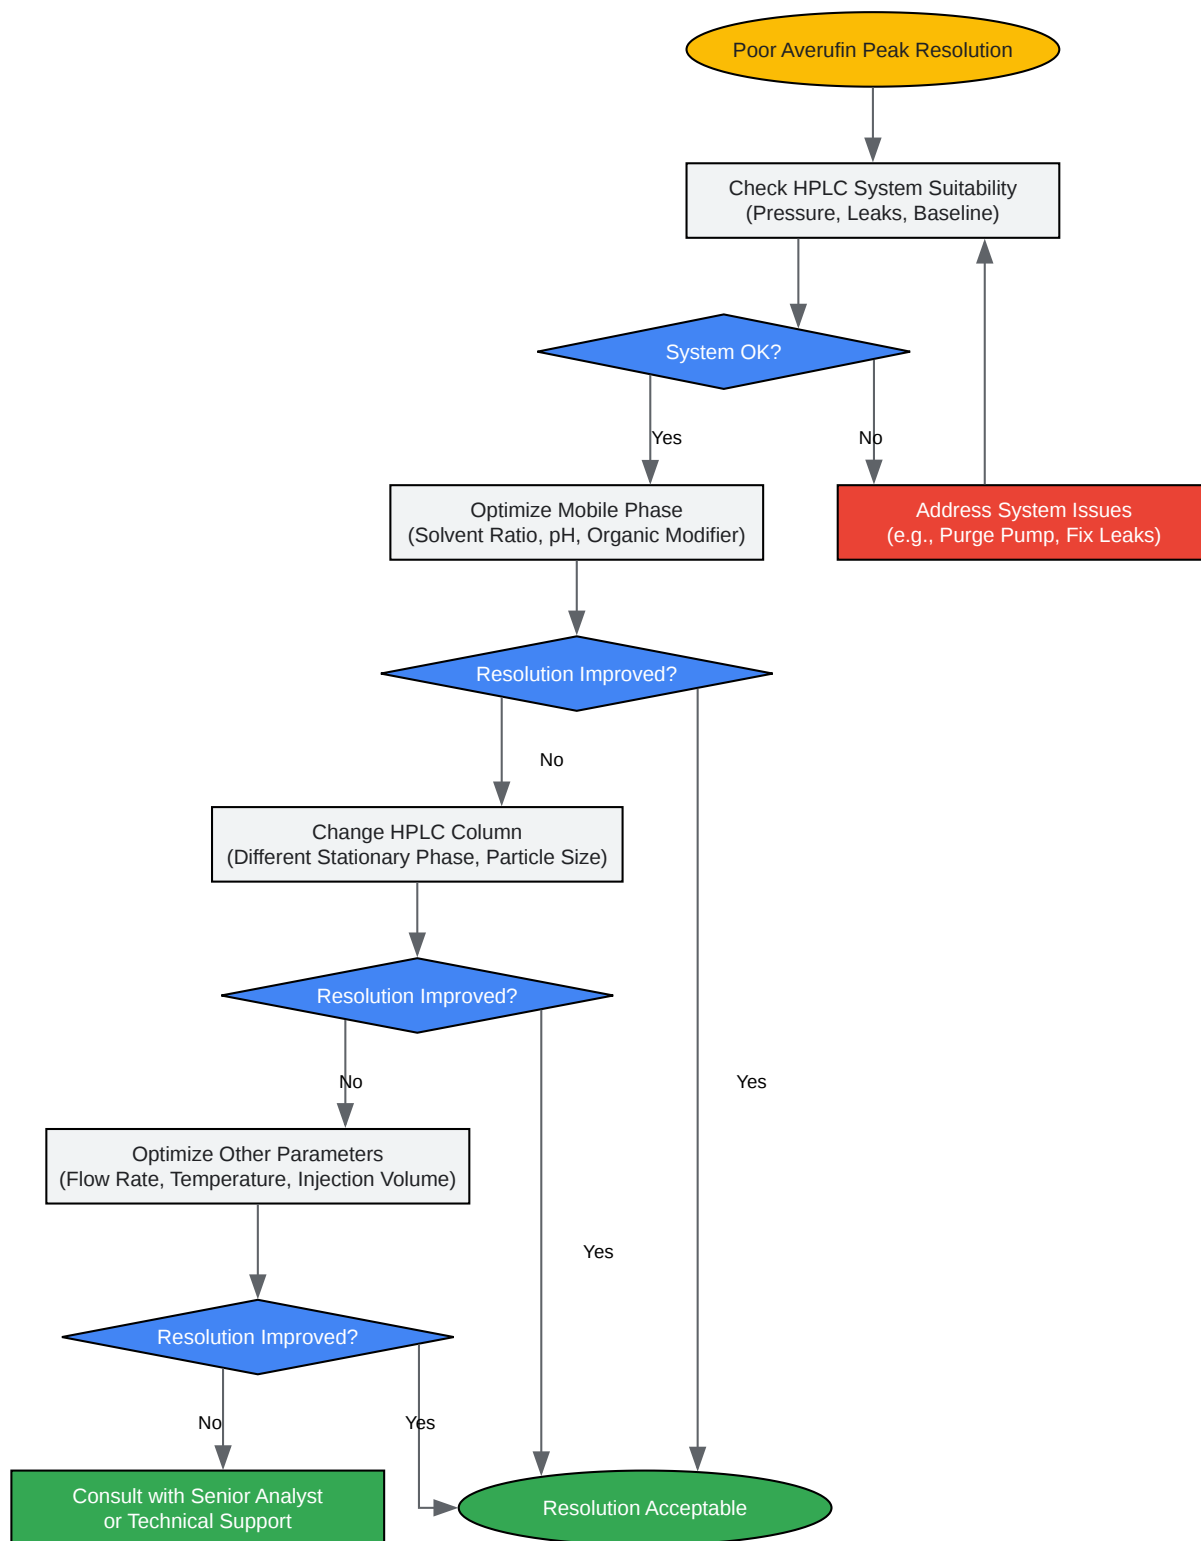 Poor Averufin Peak Resolution
Check HPLC System Suitability
(Pressure, Leaks, Baseline)
System OK?
Yes
No
Optimize Mobile Phase
(Solvent Ratio, pH, Organic Modifier)
Address System Issues
(e.g., Purge Pump, Fix Leaks)
Resolution Improved?
No
Change HPLC Column
(Different Stationary Phase, Particle Size)
Resolution Improved?
No
Yes
Optimize Other Parameters
(Flow Rate, Temperature, Injection Volume)
Yes
Resolution Improved?
No
Yes
Consult with Senior Analyst
or Technical Support
Resolution Acceptable